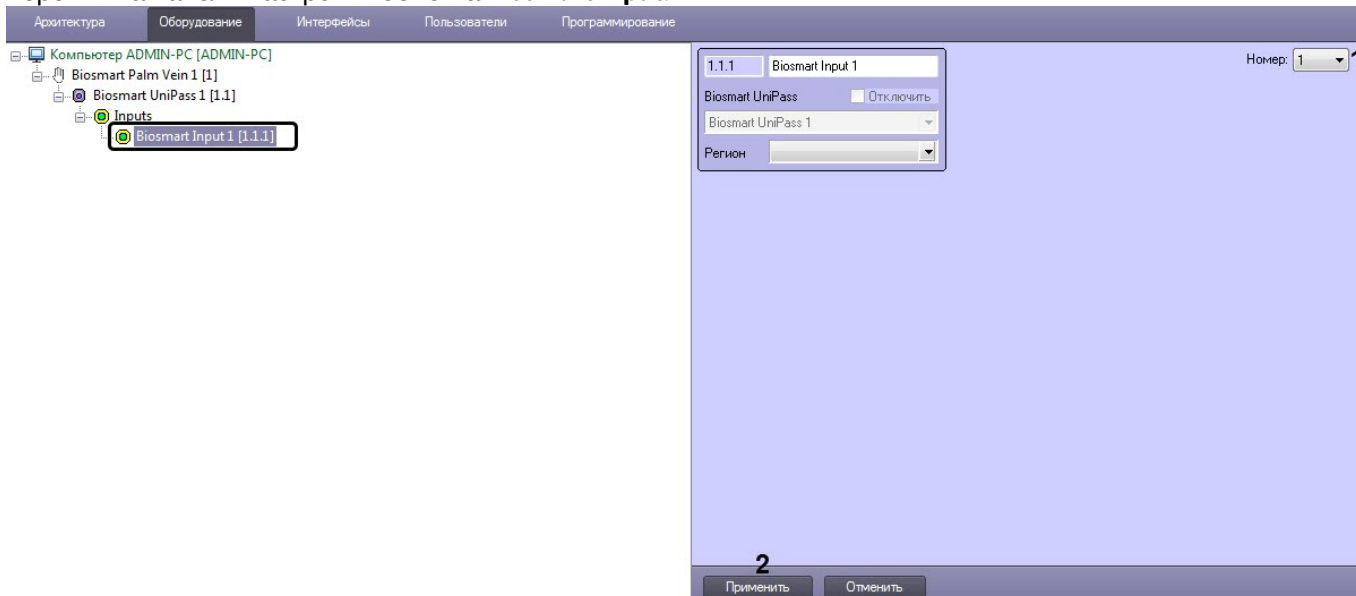 Архитектура Оборудование Интерфейсы Пользователи Программирование
Компьютер ADMIN-PC [ADMIN-PC]
Biosmart Palm Vein 1 [1]
Biosmart UniPass 1 [1.1]
Inputs
Biosmart Input 1 [1.1.1]
1.1.1 Biosmart Input 1
Номер: 1
Biosmart UniPass Отключить
Biosmart UniPass 1
Регион
2
Применить Отменить